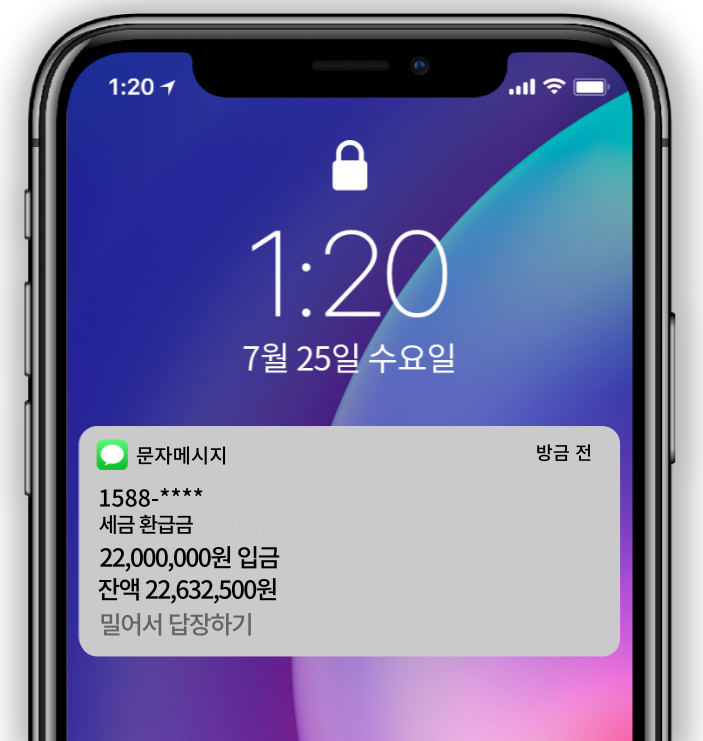 1:20
1:20
7월 25일 수요일
문자메시지
방금 전
1588-****
세금 환급금
22,000,000원 입금
잔액 22,632,500원
밀어서 답장하기